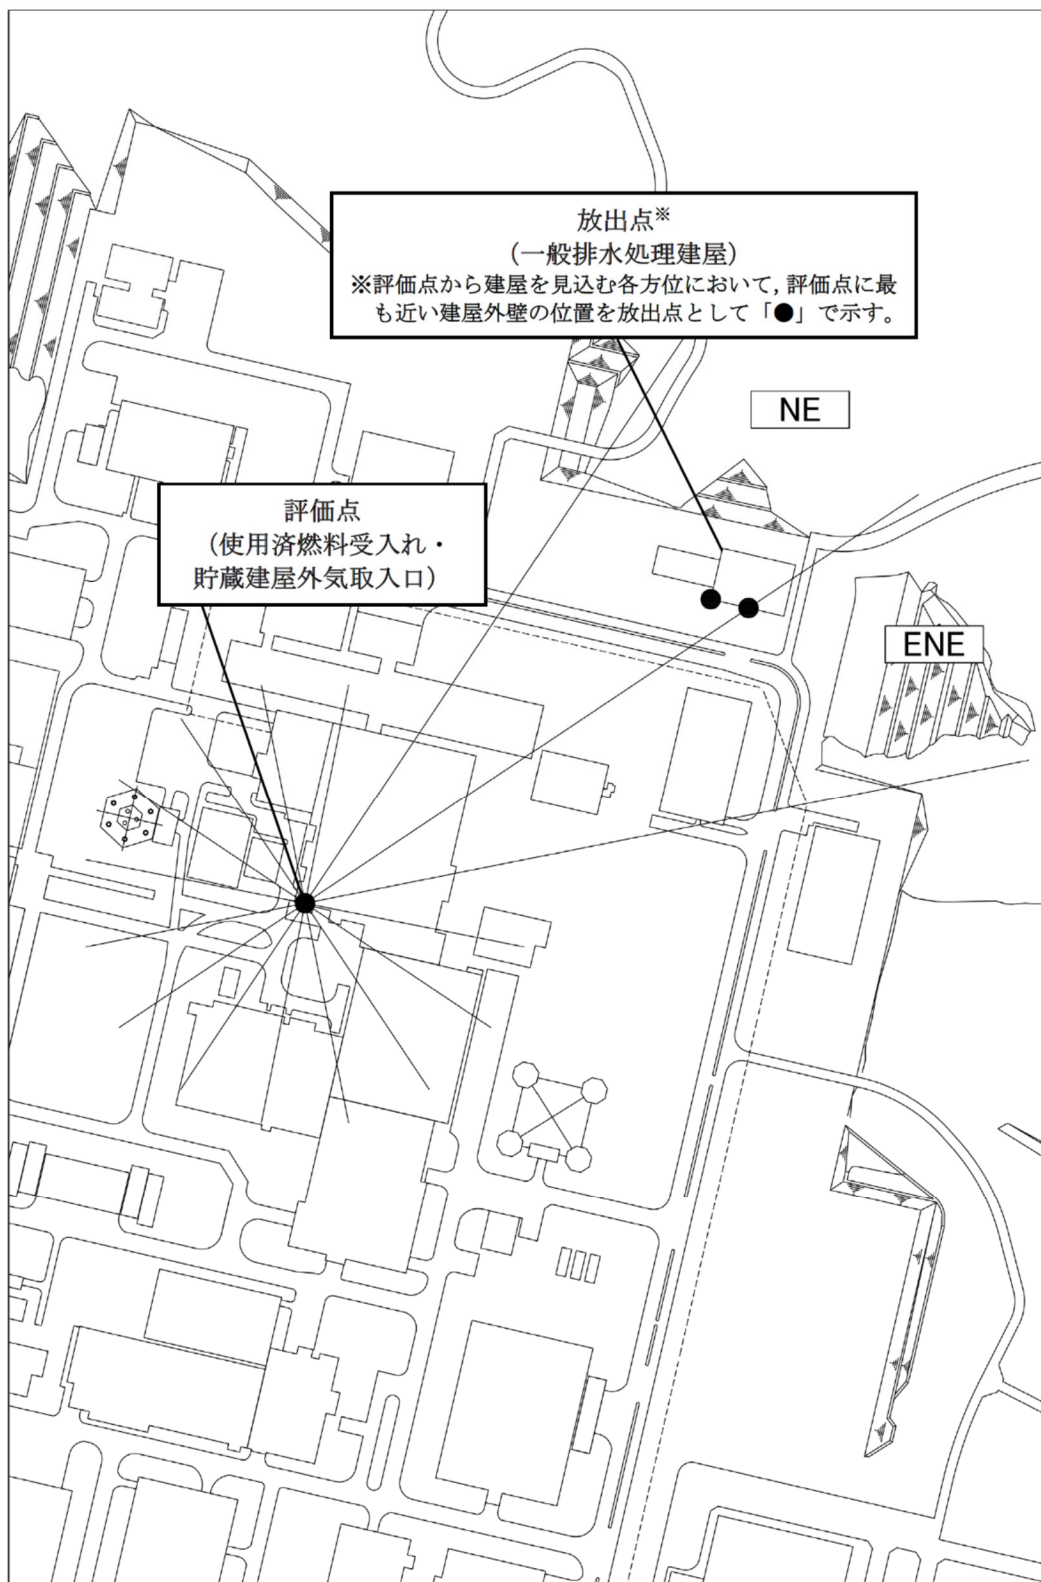 放出点※
（一般排水処理建屋）
※評価点から建屋を見込む各方位において，評価点に最
も近い建屋外壁の位置を放出点として「●」で示す。
NE
評価点
（使用済燃料受入れ・
貯蔵建屋外気取入口）
ENE